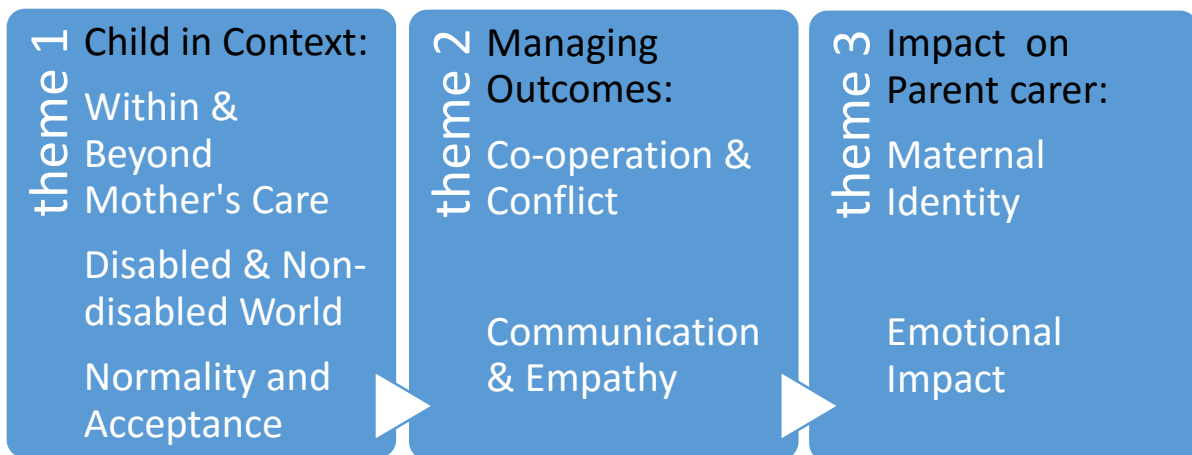 theme 1
Child in Context:
Within &
Beyond
Mother's Care
Disabled & Non-
disabled World
Normality and
Acceptance
theme 2
Managing
Outcomes:
Co-operation &
Conflict
Communication
& Empathy
theme 3
Impact on
Parent carer:
Maternal
Identity
Emotional
Impact